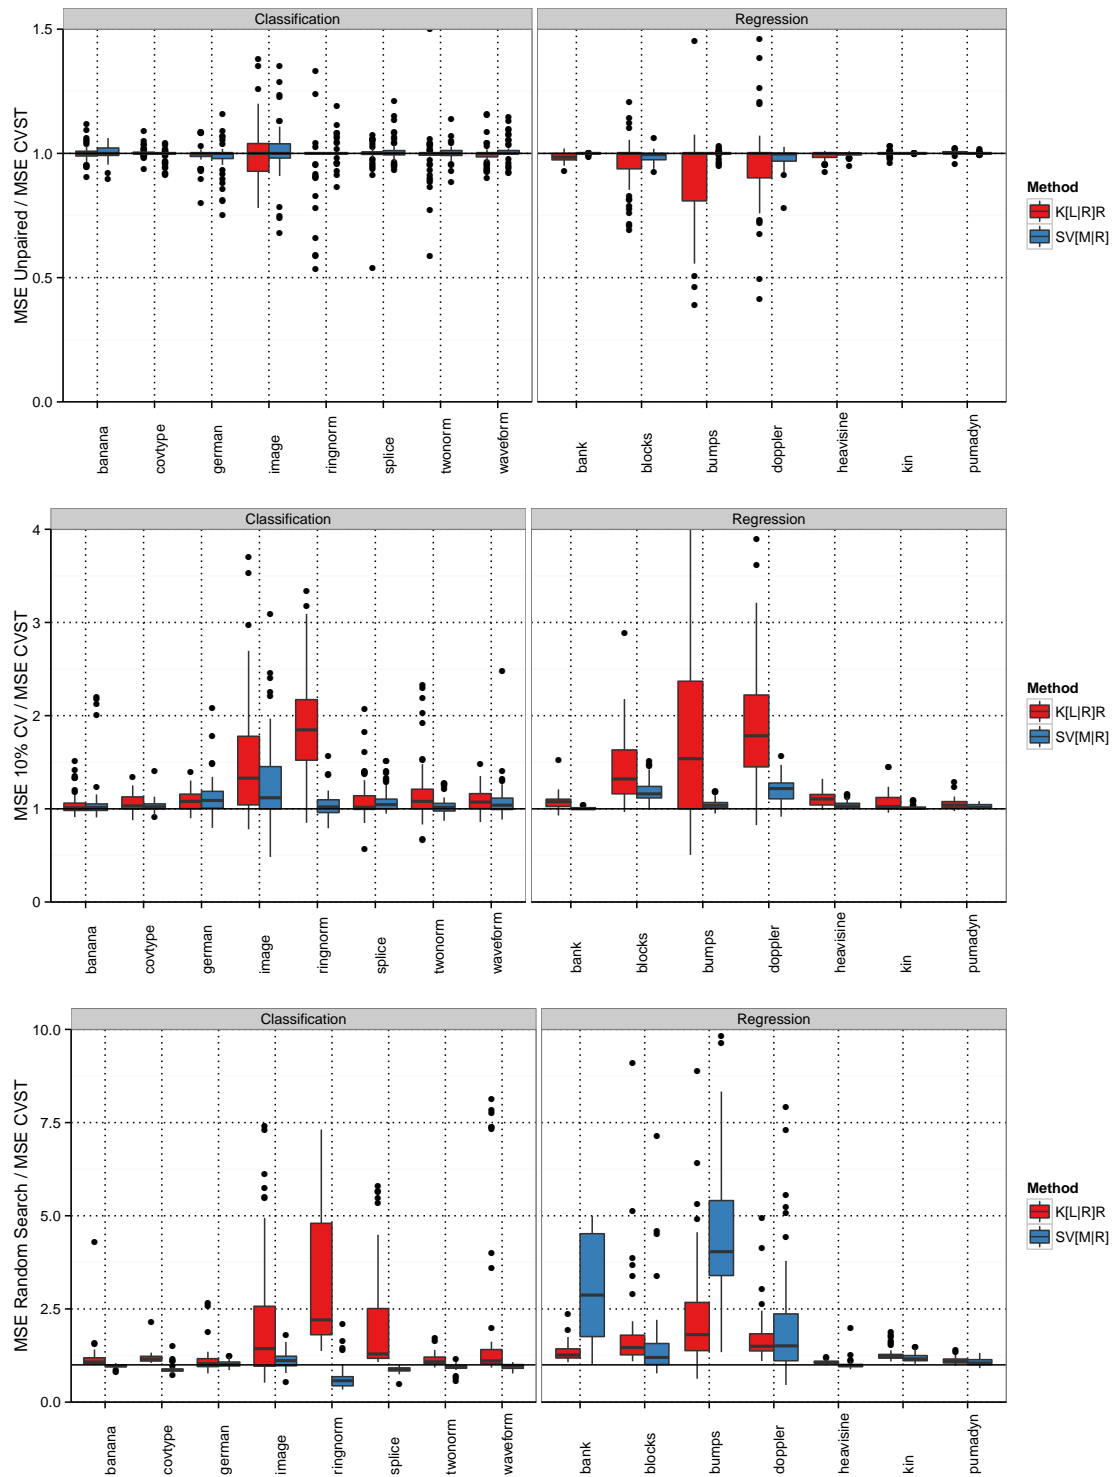 Classification
Regression
MSE Unpaired / MSE CVST
1.5
1.0
0.5
0.0
banana
covtype
german
image
ringnorm
splice
twonorm
waveform
bank
blocks
bumps
doppler
heavisine
kin
pumadyn
Method
K[L|R]R
SV[M|R]
Classification
Regression
MSE 10% CV / MSE CVST
4
3
2
1
0
banana
covtype
german
image
ringnorm
splice
twonorm
waveform
bank
blocks
bumps
doppler
heavisine
kin
pumadyn
Method
K[L|R]R
SV[M|R]
Classification
Regression
MSE Random Search / MSE CVST
10.0
7.5
5.0
2.5
0.0
banana
covtype
german
image
ringnorm
splice
twonorm
waveform
bank
blocks
bumps
doppler
heavisine
kin
pumadyn
Method
K[L|R]R
SV[M|R]